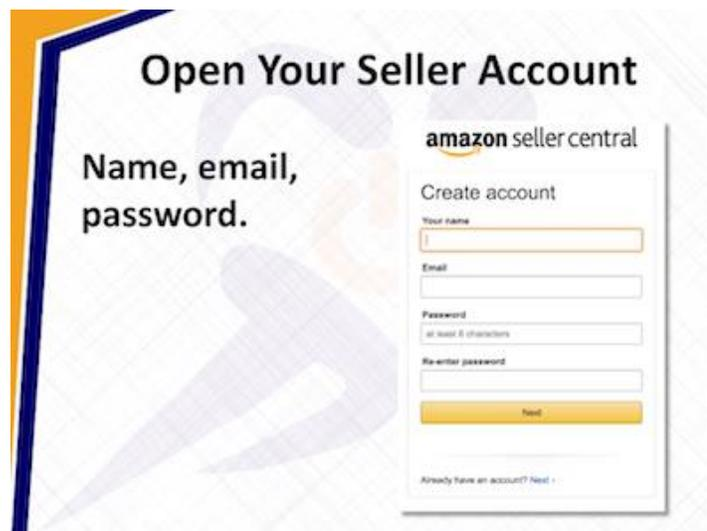 Open Your Seller Account
Name, email,
password.
amazon seller central
Create account
Your name
Email
Password
at least 6 characters
Re-enter password
Next
Already have an account? Next ›